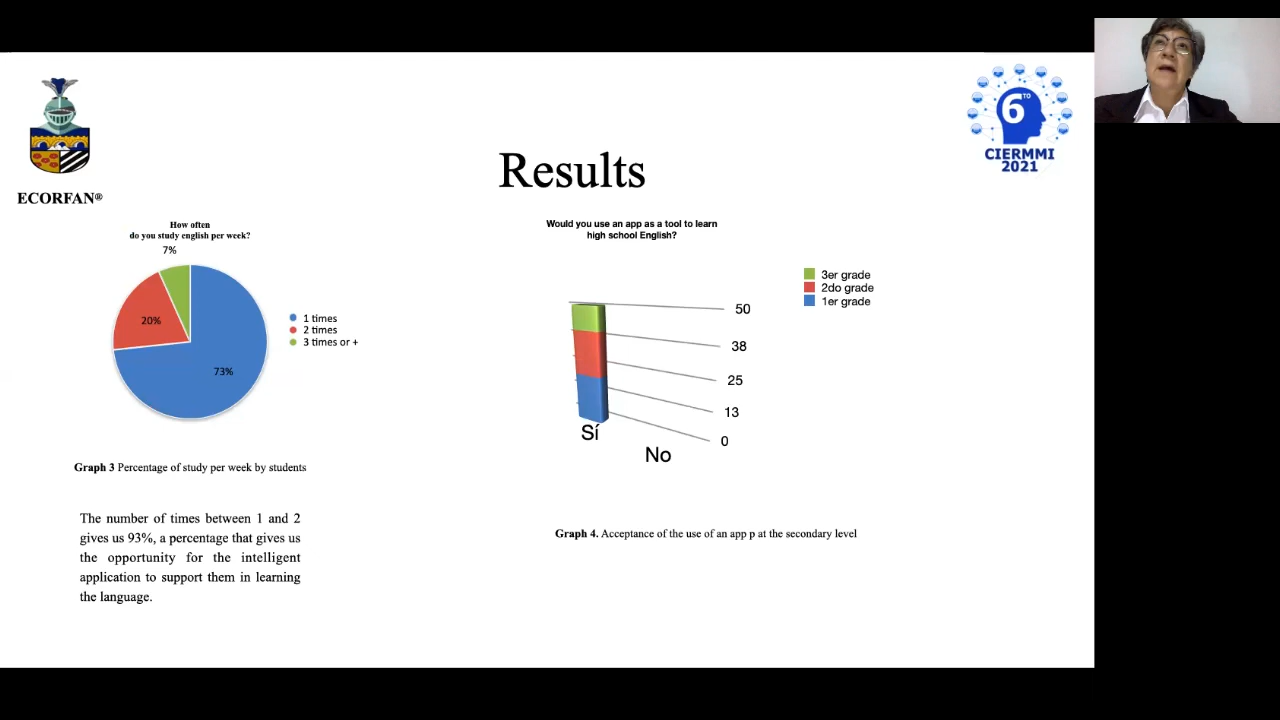 ECORFAN®
6TO
CIERMMI
2021
Results
How often
do you study english per week?
7%
20%
73%
1 times
2 times
3 times or +
Graph 3 Percentage of study per week by students
The number of times between 1 and 2
gives us 93%, a percentage that gives us
the opportunity for the intelligent
application to support them in learning
the language.
Would you use an app as a tool to learn
high school English?
3er grade
2do grade
1er grade
50
38
25
13
0
Sí
No
Graph 4. Acceptance of the use of an app p at the secondary level